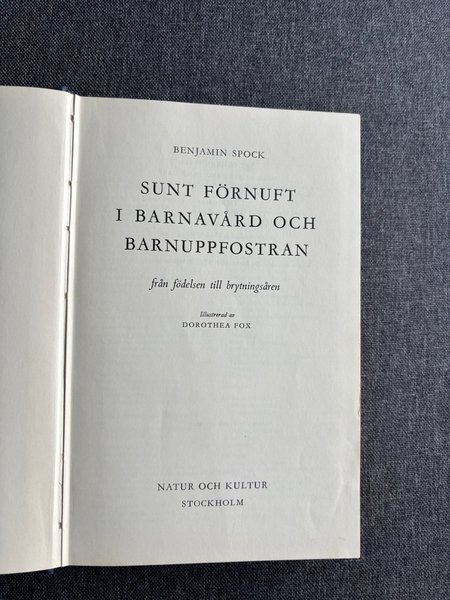 BENJAMIN SPOCK
SUNT FÖRNUFT
I BARNAVÅRD OCH
BARNUPPFOSTRAN
från födelsen till brytningsåren
Illustrerad av
DOROTHEA FOX
NATUR OCH KULTUR
STOCKHOLM